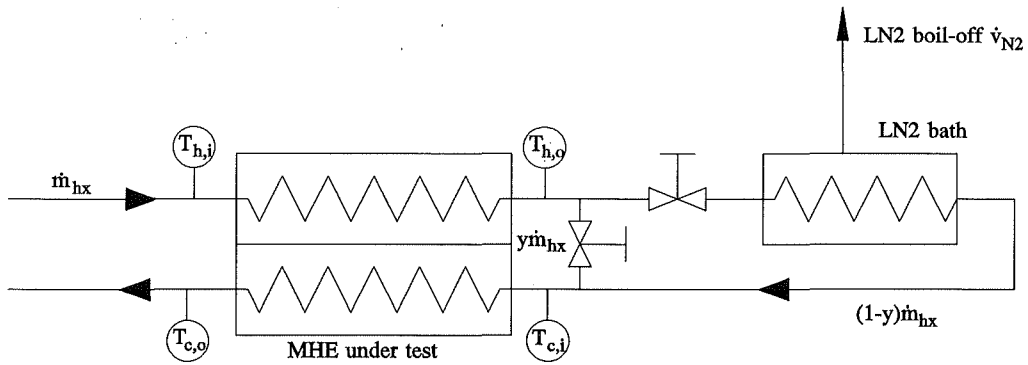 LN2 boil-off v̇N2
LN2 bath
Th,i
Th,o
ṁhx
yṁhx
Tc,o
Tc,i
(1-y)ṁhx
MHE under test